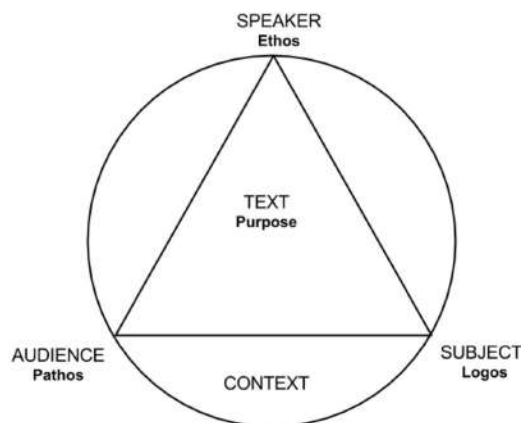 SPEAKER
Ethos
TEXT
Purpose
AUDIENCE
Pathos
SUBJECT
Logos
CONTEXT